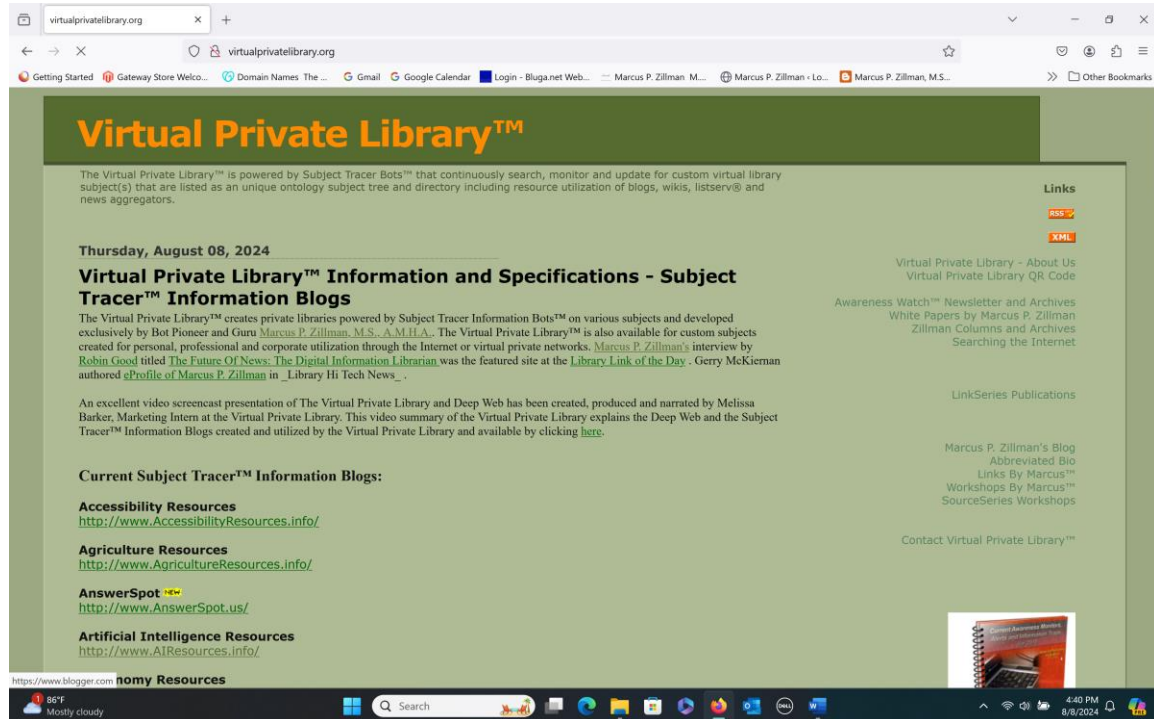 virtualprivatelibrary.org
virtualprivatelibrary.org
Getting Started
Gateway Store Welco...
Domain Names The ...
Gmail
Google Calendar
Login - Bluga.net Web...
Marcus P. Zillman M....
Marcus P. Zillman ‹ Lo...
Marcus P. Zillman, M.S...
Other Bookmarks
Virtual Private Library™
The Virtual Private Library™ is powered by Subject Tracer Bots™ that continuously search, monitor and update for custom virtual library
subject(s) that are listed as an unique ontology subject tree and directory including resource utilization of blogs, wikis, listserv® and
news aggregators.
Thursday, August 08, 2024
Virtual Private Library™ Information and Specifications - Subject
Tracer™ Information Blogs
The Virtual Private Library™ creates private libraries powered by Subject Tracer Information Bots™ on various subjects and developed
exclusively by Bot Pioneer and Guru Marcus P. Zillman, M.S., A.M.H.A.. The Virtual Private Library™ is also available for custom subjects
created for personal, professional and corporate utilization through the Internet or virtual private networks. Marcus P. Zillman's interview by
Robin Good titled The Future Of News: The Digital Information Librarian was the featured site at the Library Link of the Day . Gerry McKiernan
authored eProfile of Marcus P. Zillman in _Library Hi Tech News_ .
An excellent video screencast presentation of The Virtual Private Library and Deep Web has been created, produced and narrated by Melissa
Barker, Marketing Intern at the Virtual Private Library. This video summary of the Virtual Private Library explains the Deep Web and the Subject
Tracer™ Information Blogs created and utilized by the Virtual Private Library and available by clicking here.
Current Subject Tracer™ Information Blogs:
Accessibility Resources
http://www.AccessibilityResources.info/
Agriculture Resources
http://www.AgricultureResources.info/
AnswerSpot NEW
http://www.AnswerSpot.us/
Artificial Intelligence Resources
http://www.AIResources.info/
nomy Resources
Links
RSS
XML
Virtual Private Library - About Us
Virtual Private Library QR Code
Awareness Watch™ Newsletter and Archives
White Papers by Marcus P. Zillman
Zillman Columns and Archives
Searching the Internet
LinkSeries Publications
Marcus P. Zillman's Blog
Abbreviated Bio
Links By Marcus™
Workshops By Marcus™
SourceSeries Workshops
Contact Virtual Private Library™
https://www.blogger.com
1
86°F
Mostly cloudy
Search
DELL
4:40 PM
8/8/2024